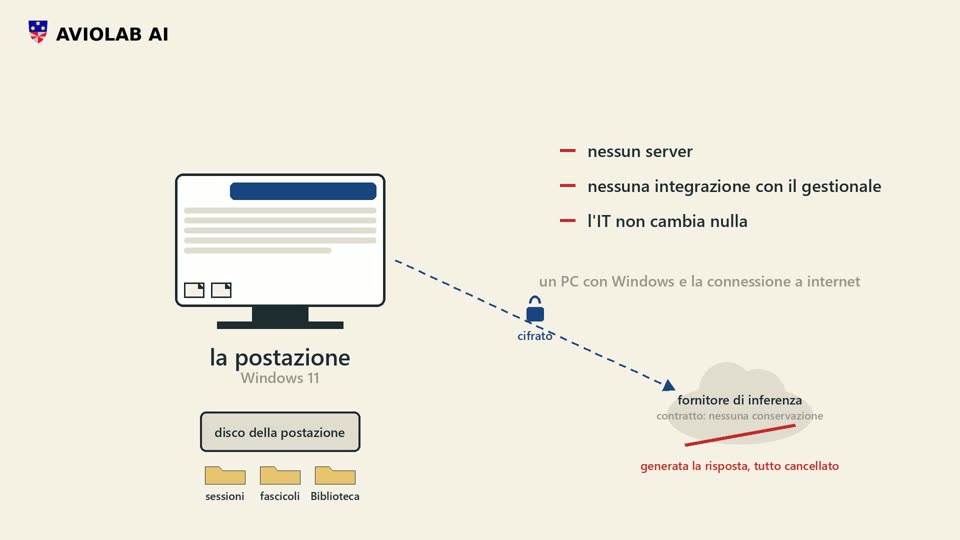 AVIOLAB AI
nessun server
nessuna integrazione con il gestionale
l'IT non cambia nulla
un PC con Windows e la connessione a internet
cifrato
la postazione
Windows 11
fornitore di inferenza
contratto: nessuna conservazione
disco della postazione
generata la risposta, tutto cancellato
sessioni
fascicoli
Biblioteca